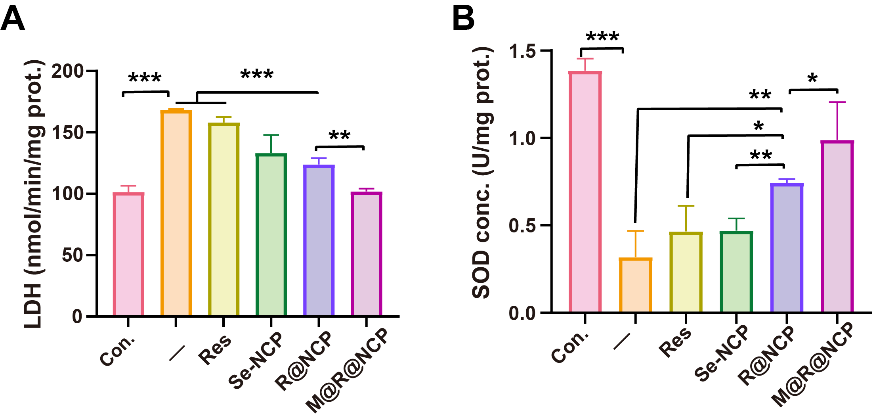 A
LDH (nmol/min/mg prot.)
200
150
100
50
0
***
***
**
Con.
—
Res
Se-NCP
R@NCP
M@R@NCP
B
SOD conc. (U/mg prot.)
1.5
1.0
0.5
0.0
***
**
*
**
*
Con.
—
Res
Se-NCP
R@NCP
M@R@NCP